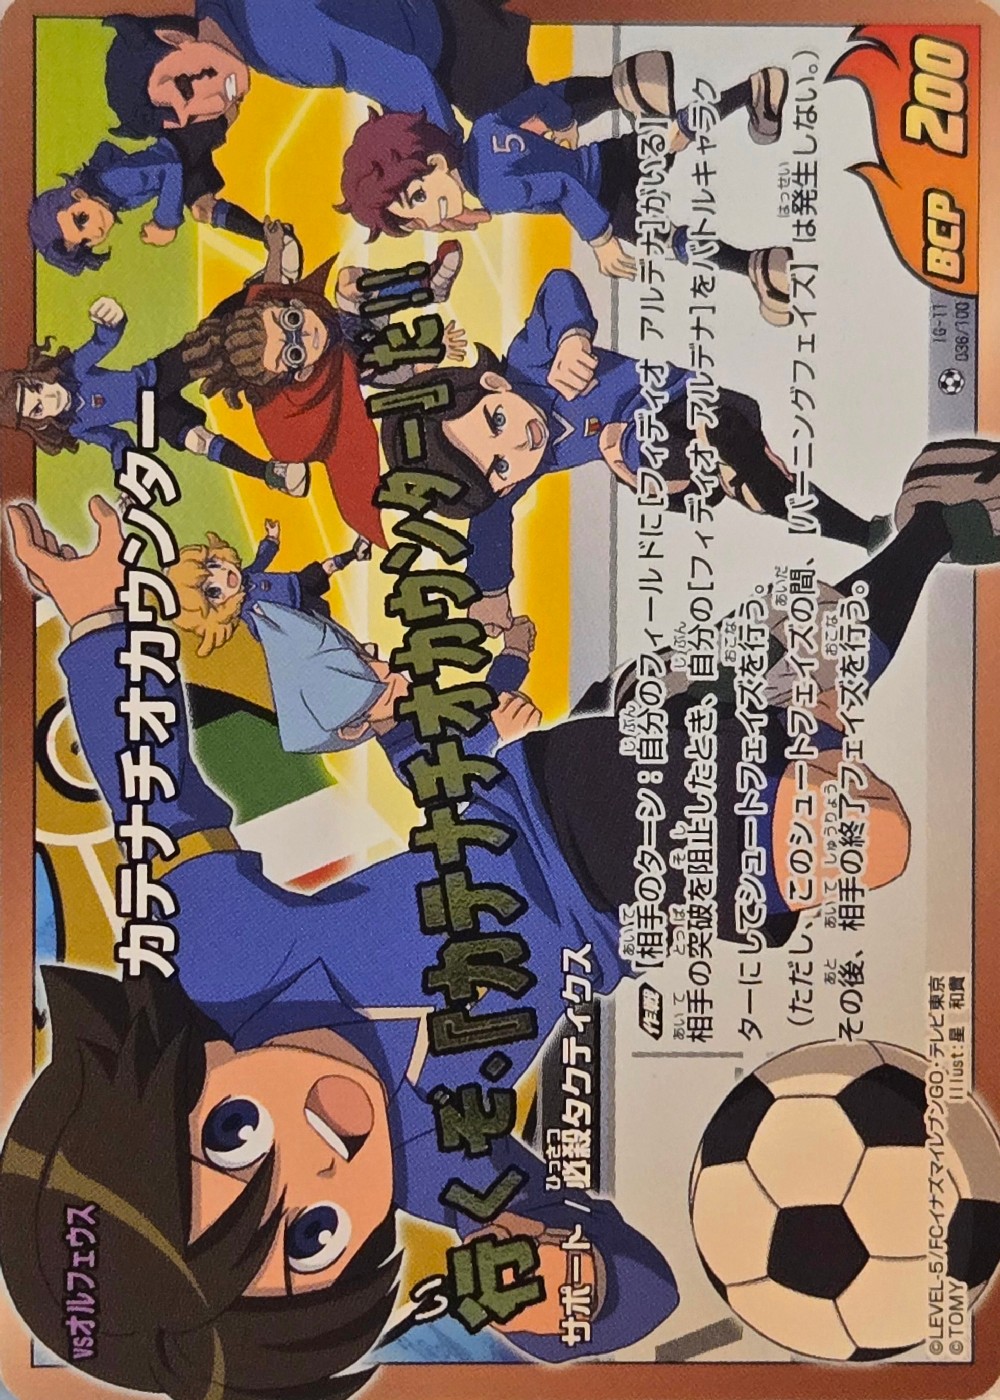 VSオルフェウス
カテナチオカウンター
行くぞ、『カテナチオカウンター』だ!!
サポート / 必殺タクティクス
作戦 【相手のターン：自分のフィールドに［フィディオ アルデナ］がいる】
相手の突破を阻止したとき、自分の［フィディオ アルデナ］をバトルキャラク
ターにしてシュートフェイズを行う。
（ただし、このシュートフェイズの間、【バーニングフェイズ】は発生しない。）
その後、相手の終了フェイズを行う。
5
©LEVEL-5/FCイナズマイレブンGO・テレビ東京
©TOMY
Illust:星 和貴
IG-11
036/100
BCP 200